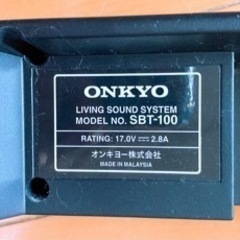 ONKYO
LIVING SOUND SYSTEM
MODEL NO. SBT-100
RATING: 17.0V ⎓ 2.8A
オンキヨー株式会社
MADE IN MALAYSIA